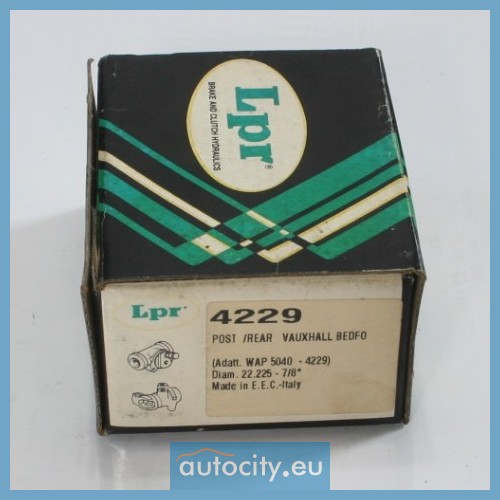 Lpr®
BRAKE AND CLUTCH HYDRAULICS
Lpr®
4229
POST /REAR VAUXHALL BEDFO
(Adatt. WAP 5040 - 4229)
Diam. 22.225 - 7/8"
Made in E.E.C.-Italy
autocity.eu